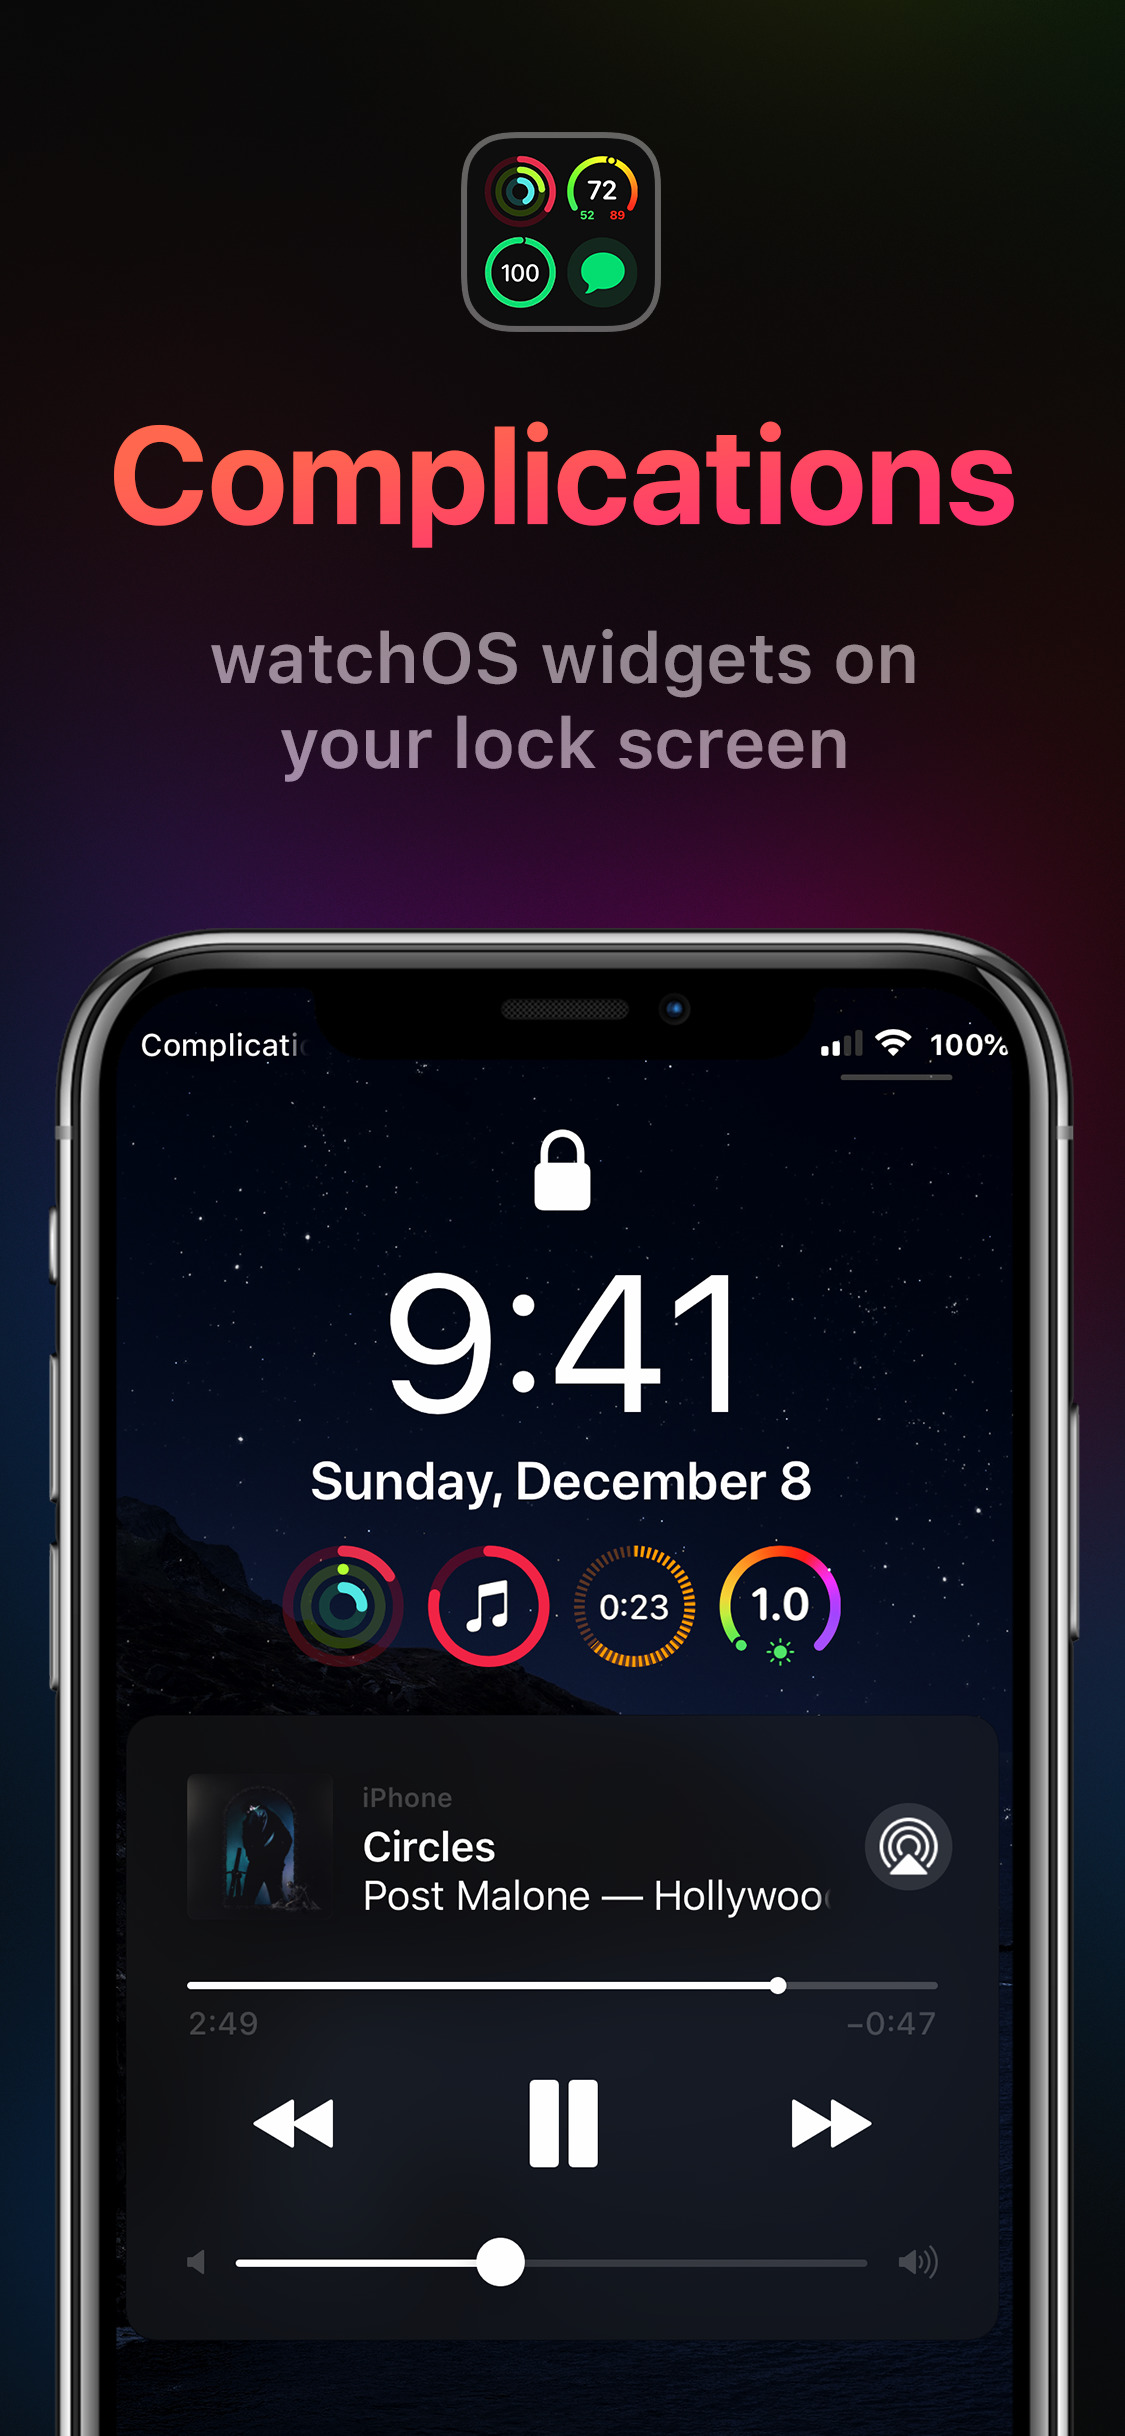 72
52 89
100
Complications
watchOS widgets on
your lock screen
Complicatic
100%
9:41
Sunday, December 8
0:23
1.0
iPhone
Circles
Post Malone — Hollywoo
2:49
−0:47